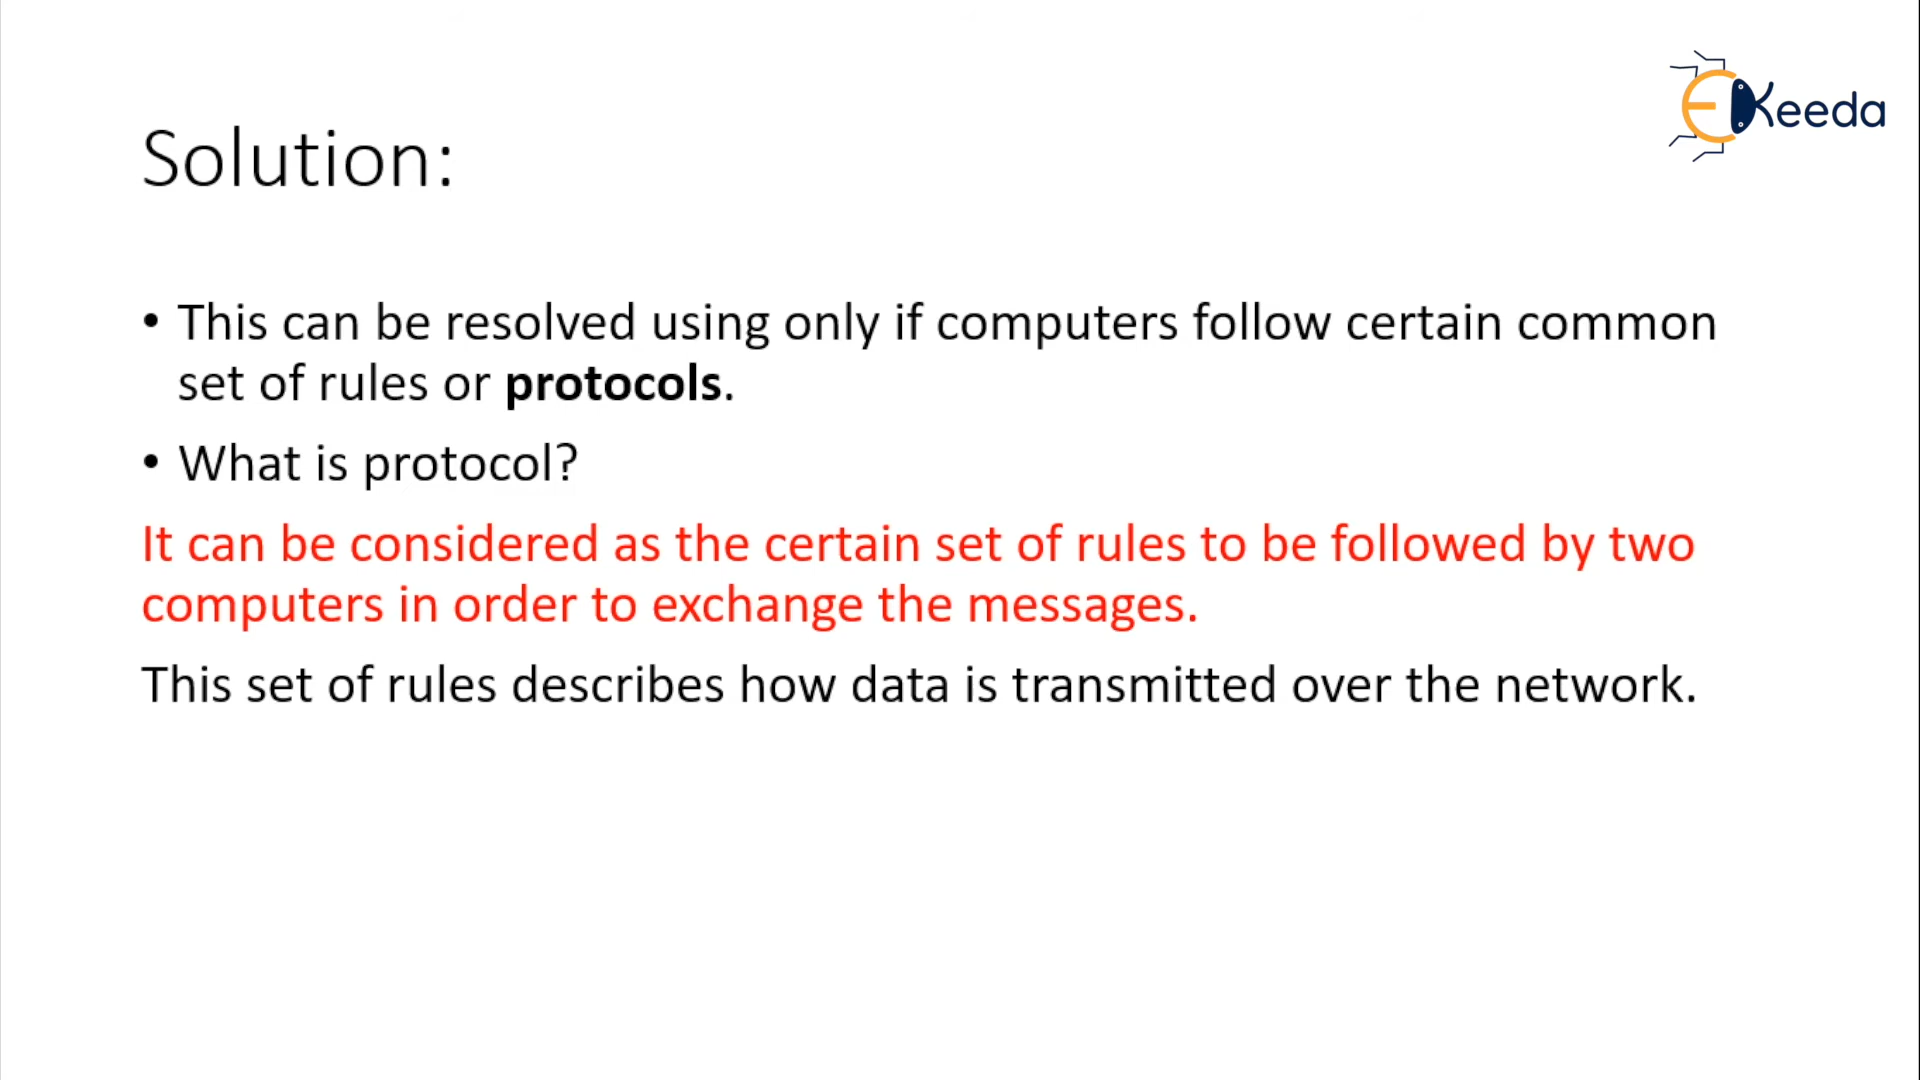 EKeeda
Solution:
• This can be resolved using only if computers follow certain common
set of rules or protocols.
• What is protocol?
It can be considered as the certain set of rules to be followed by two
computers in order to exchange the messages.
This set of rules describes how data is transmitted over the network.